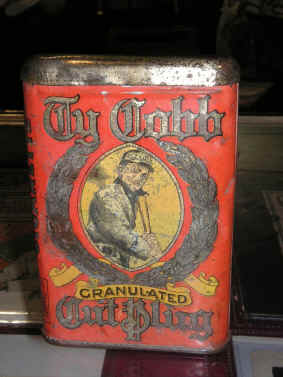 Ty Cobb
GRANULATED
Cut Plug